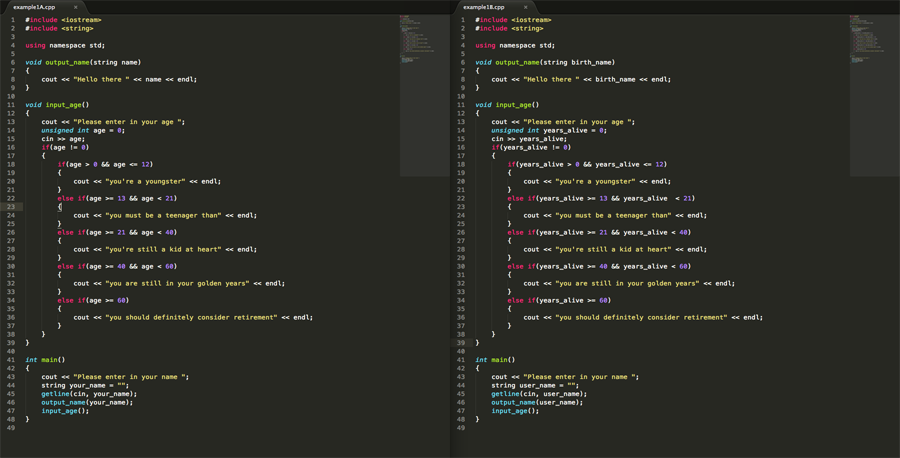 example1A.cpp
1 #include <iostream>
2 #include <string>
3
4 using namespace std;
5
6 void output_name(string name)
7 {
8 cout << "Hello there " << name << endl;
9 }
10
11 void input_age()
12 {
13 cout << "Please enter in your age ";
14 unsigned int age = 0;
15 cin >> age;
16 if(age != 0)
17 {
18 if(age > 0 && age <= 12)
19 {
20 cout << "you're a youngster" << endl;
21 }
22 else if(age >= 13 && age < 21)
23 {
24 cout << "you must be a teenager than" << endl;
25 }
26 else if(age >= 21 && age < 40)
27 {
28 cout << "you're still a kid at heart" << endl;
29 }
30 else if(age >= 40 && age < 60)
31 {
32 cout << "you are still in your golden years" << endl;
33 }
34 else if(age >= 60)
35 {
36 cout << "you should definitely consider retirement" << endl;
37 }
38 }
39 }
40
41 int main()
42 {
43 cout << "Please enter in your name ";
44 string your_name = "";
45 getline(cin, your_name);
46 output_name(your_name);
47 input_age();
48 }
49
example1B.cpp
1 #include <iostream>
2 #include <string>
3
4 using namespace std;
5
6 void output_name(string birth_name)
7 {
8 cout << "Hello there " << birth_name << endl;
9 }
10
11 void input_age()
12 {
13 cout << "Please enter in your age ";
14 unsigned int years_alive = 0;
15 cin >> years_alive;
16 if(years_alive != 0)
17 {
18 if(years_alive > 0 && years_alive <= 12)
19 {
20 cout << "you're a youngster" << endl;
21 }
22 else if(years_alive >= 13 && years_alive  < 21)
23 {
24 cout << "you must be a teenager than" << endl;
25 }
26 else if(years_alive >= 21 && years_alive < 40)
27 {
28 cout << "you're still a kid at heart" << endl;
29 }
30 else if(years_alive >= 40 && years_alive < 60)
31 {
32 cout << "you are still in your golden years" << endl;
33 }
34 else if(years_alive >= 60)
35 {
36 cout << "you should definitely consider retirement" << endl;
37 }
38 }
39 }
40
41 int main()
42 {
43 cout << "Please enter in your name ";
44 string user_name = "";
45 getline(cin, user_name);
46 output_name(user_name);
47 input_age();
48 }
49